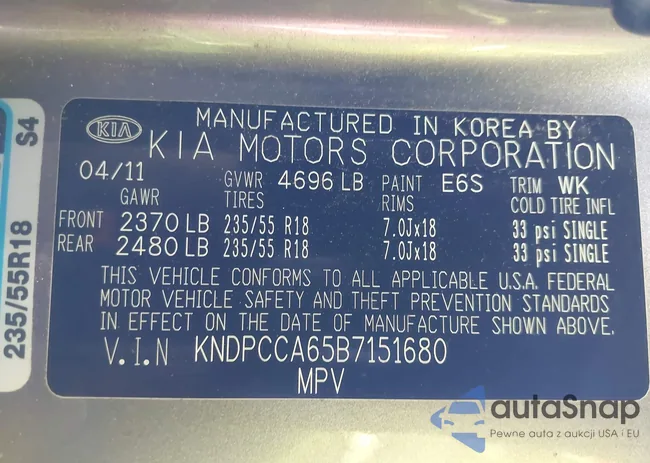 MANUFACTURED IN KOREA BY
KIA
KIA MOTORS CORPORATION
04/11 GVWR 4696 LB PAINT E6S TRIM WK
GAWR TIRES RIMS COLD TIRE INFL
FRONT 2370 LB 235/55 R18 7.0Jx18 33 psi SINGLE
REAR 2480 LB 235/55 R18 7.0Jx18 33 psi SINGLE
THIS VEHICLE CONFORMS TO ALL APPLICABLE U.S.A. FEDERAL
MOTOR VEHICLE SAFETY AND THEFT PREVENTION STANDARDS
IN EFFECT ON THE DATE OF MANUFACTURE SHOWN ABOVE.
V.I.N KNDPCCA65B7151680
MPV
235/55R18 S4
autaSnap
Pewne auta z aukcji USA i EU